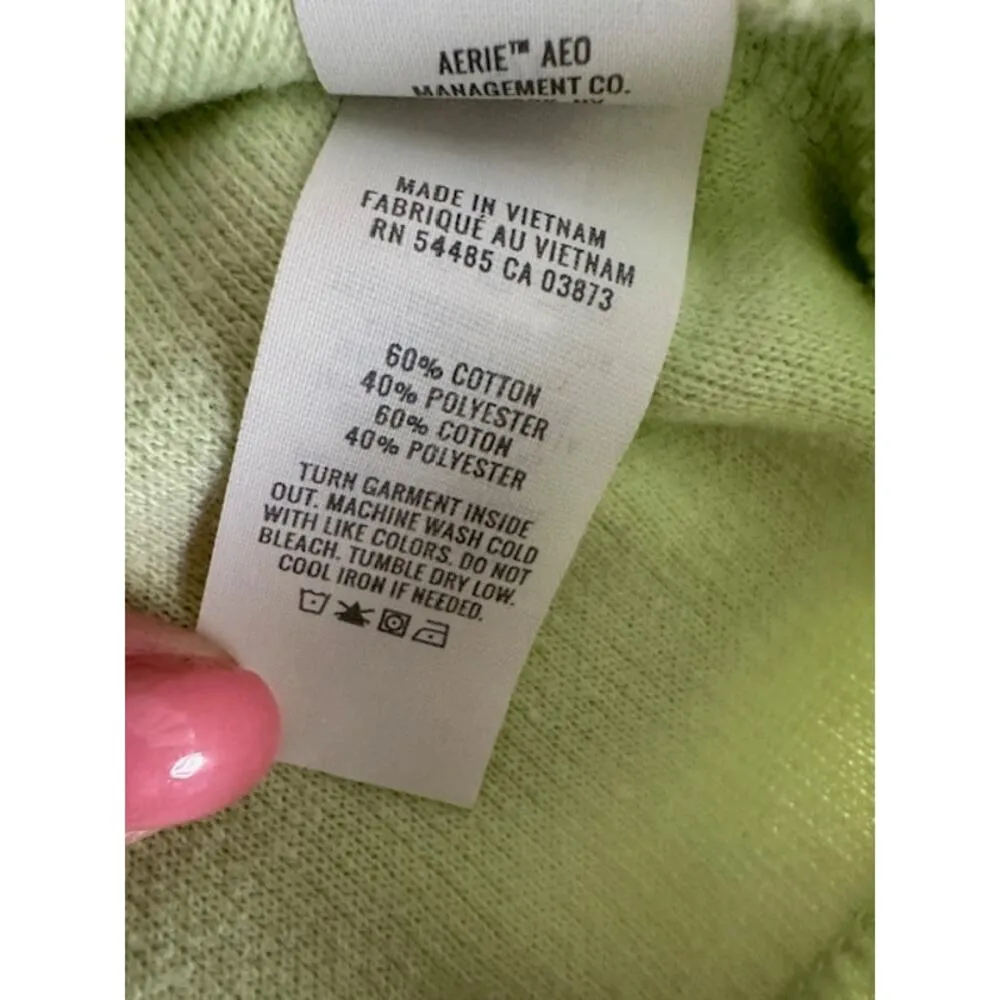 AERIE™ AEO
MANAGEMENT CO.
MADE IN VIETNAM
FABRIQUÉ AU VIETNAM
RN 54485 CA 03873
60% COTTON
40% POLYESTER
60% COTON
40% POLYESTER
TURN GARMENT INSIDE
OUT. MACHINE WASH COLD
WITH LIKE COLORS. DO NOT
BLEACH. TUMBLE DRY LOW.
COOL IRON IF NEEDED.